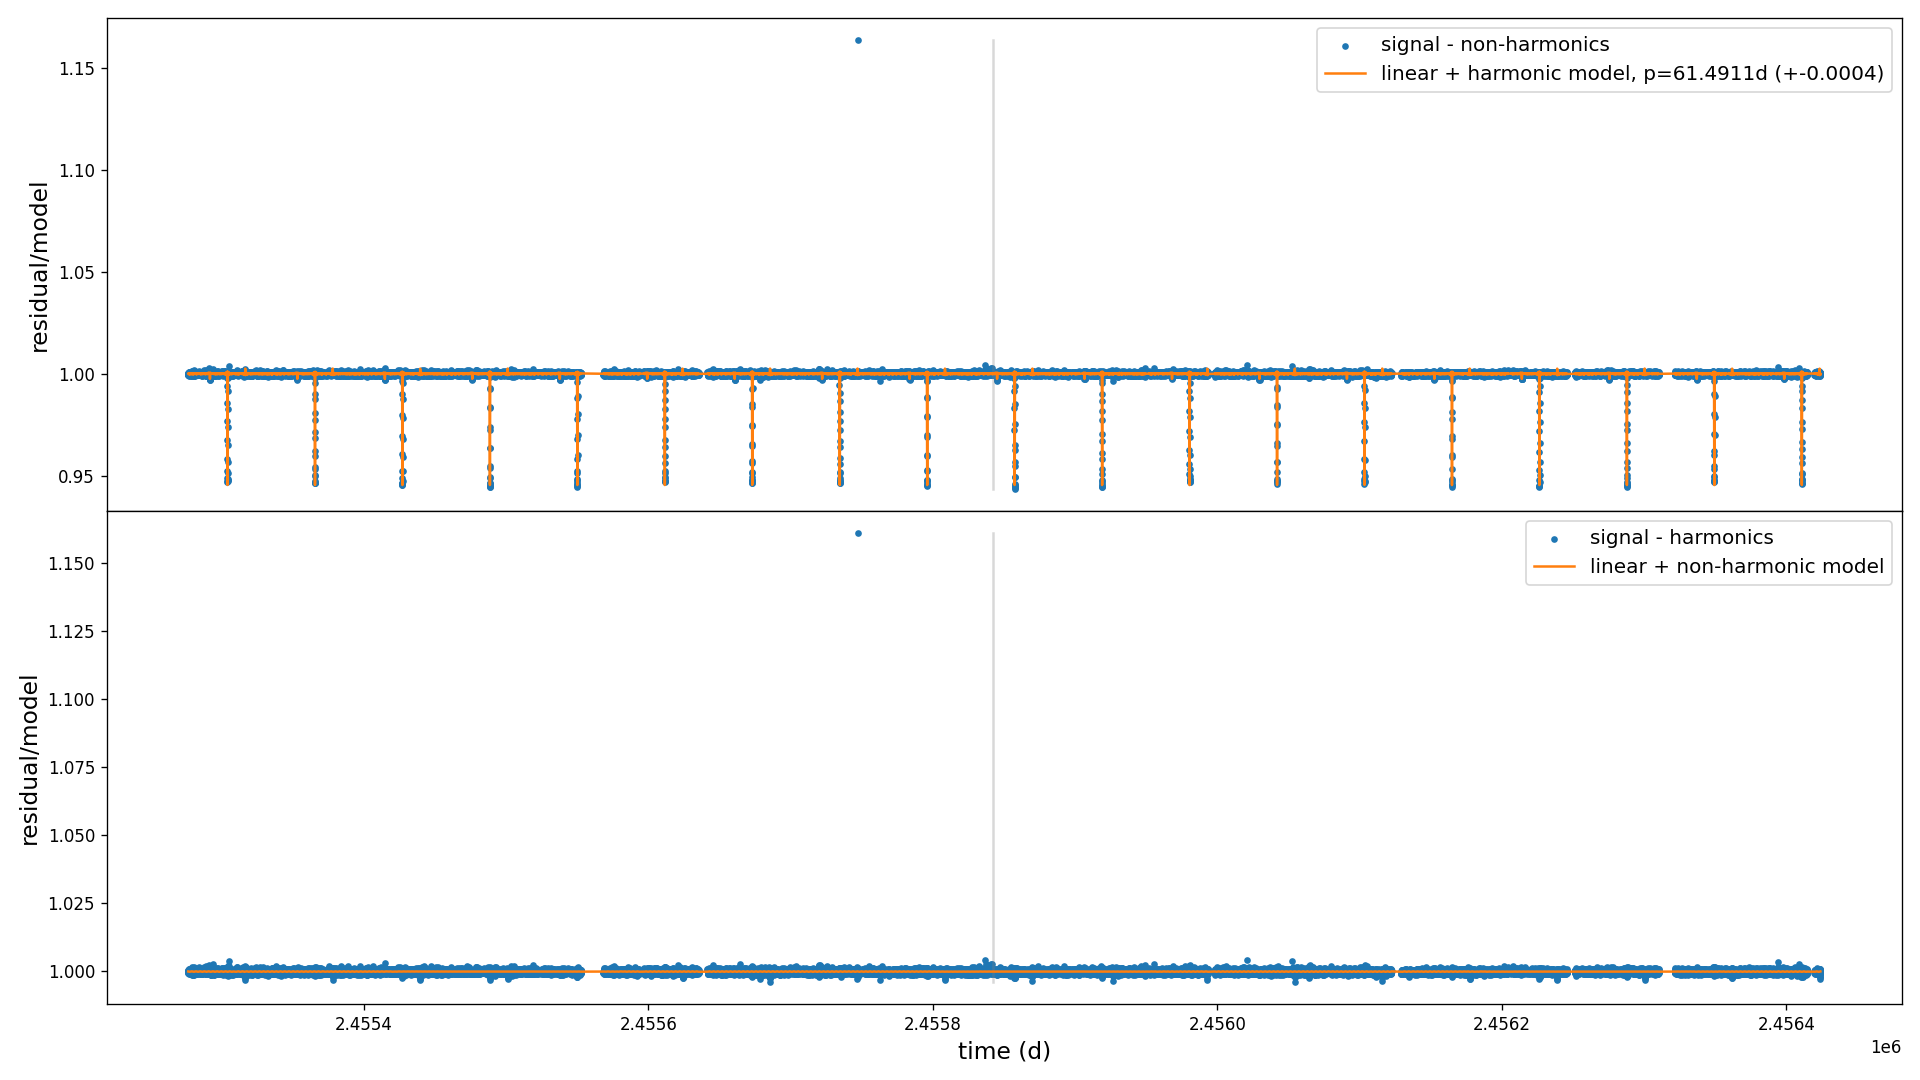 signal - non-harmonics
linear + harmonic model, p=61.4911d (+-0.0004)
1.15
1.10
1.05
1.00
0.95
residual/model
signal - harmonics
linear + non-harmonic model
1.150
1.125
1.100
1.075
1.050
1.025
1.000
residual/model
2.4554
2.4556
2.4558
2.4560
2.4562
2.4564
time (d)
1e6